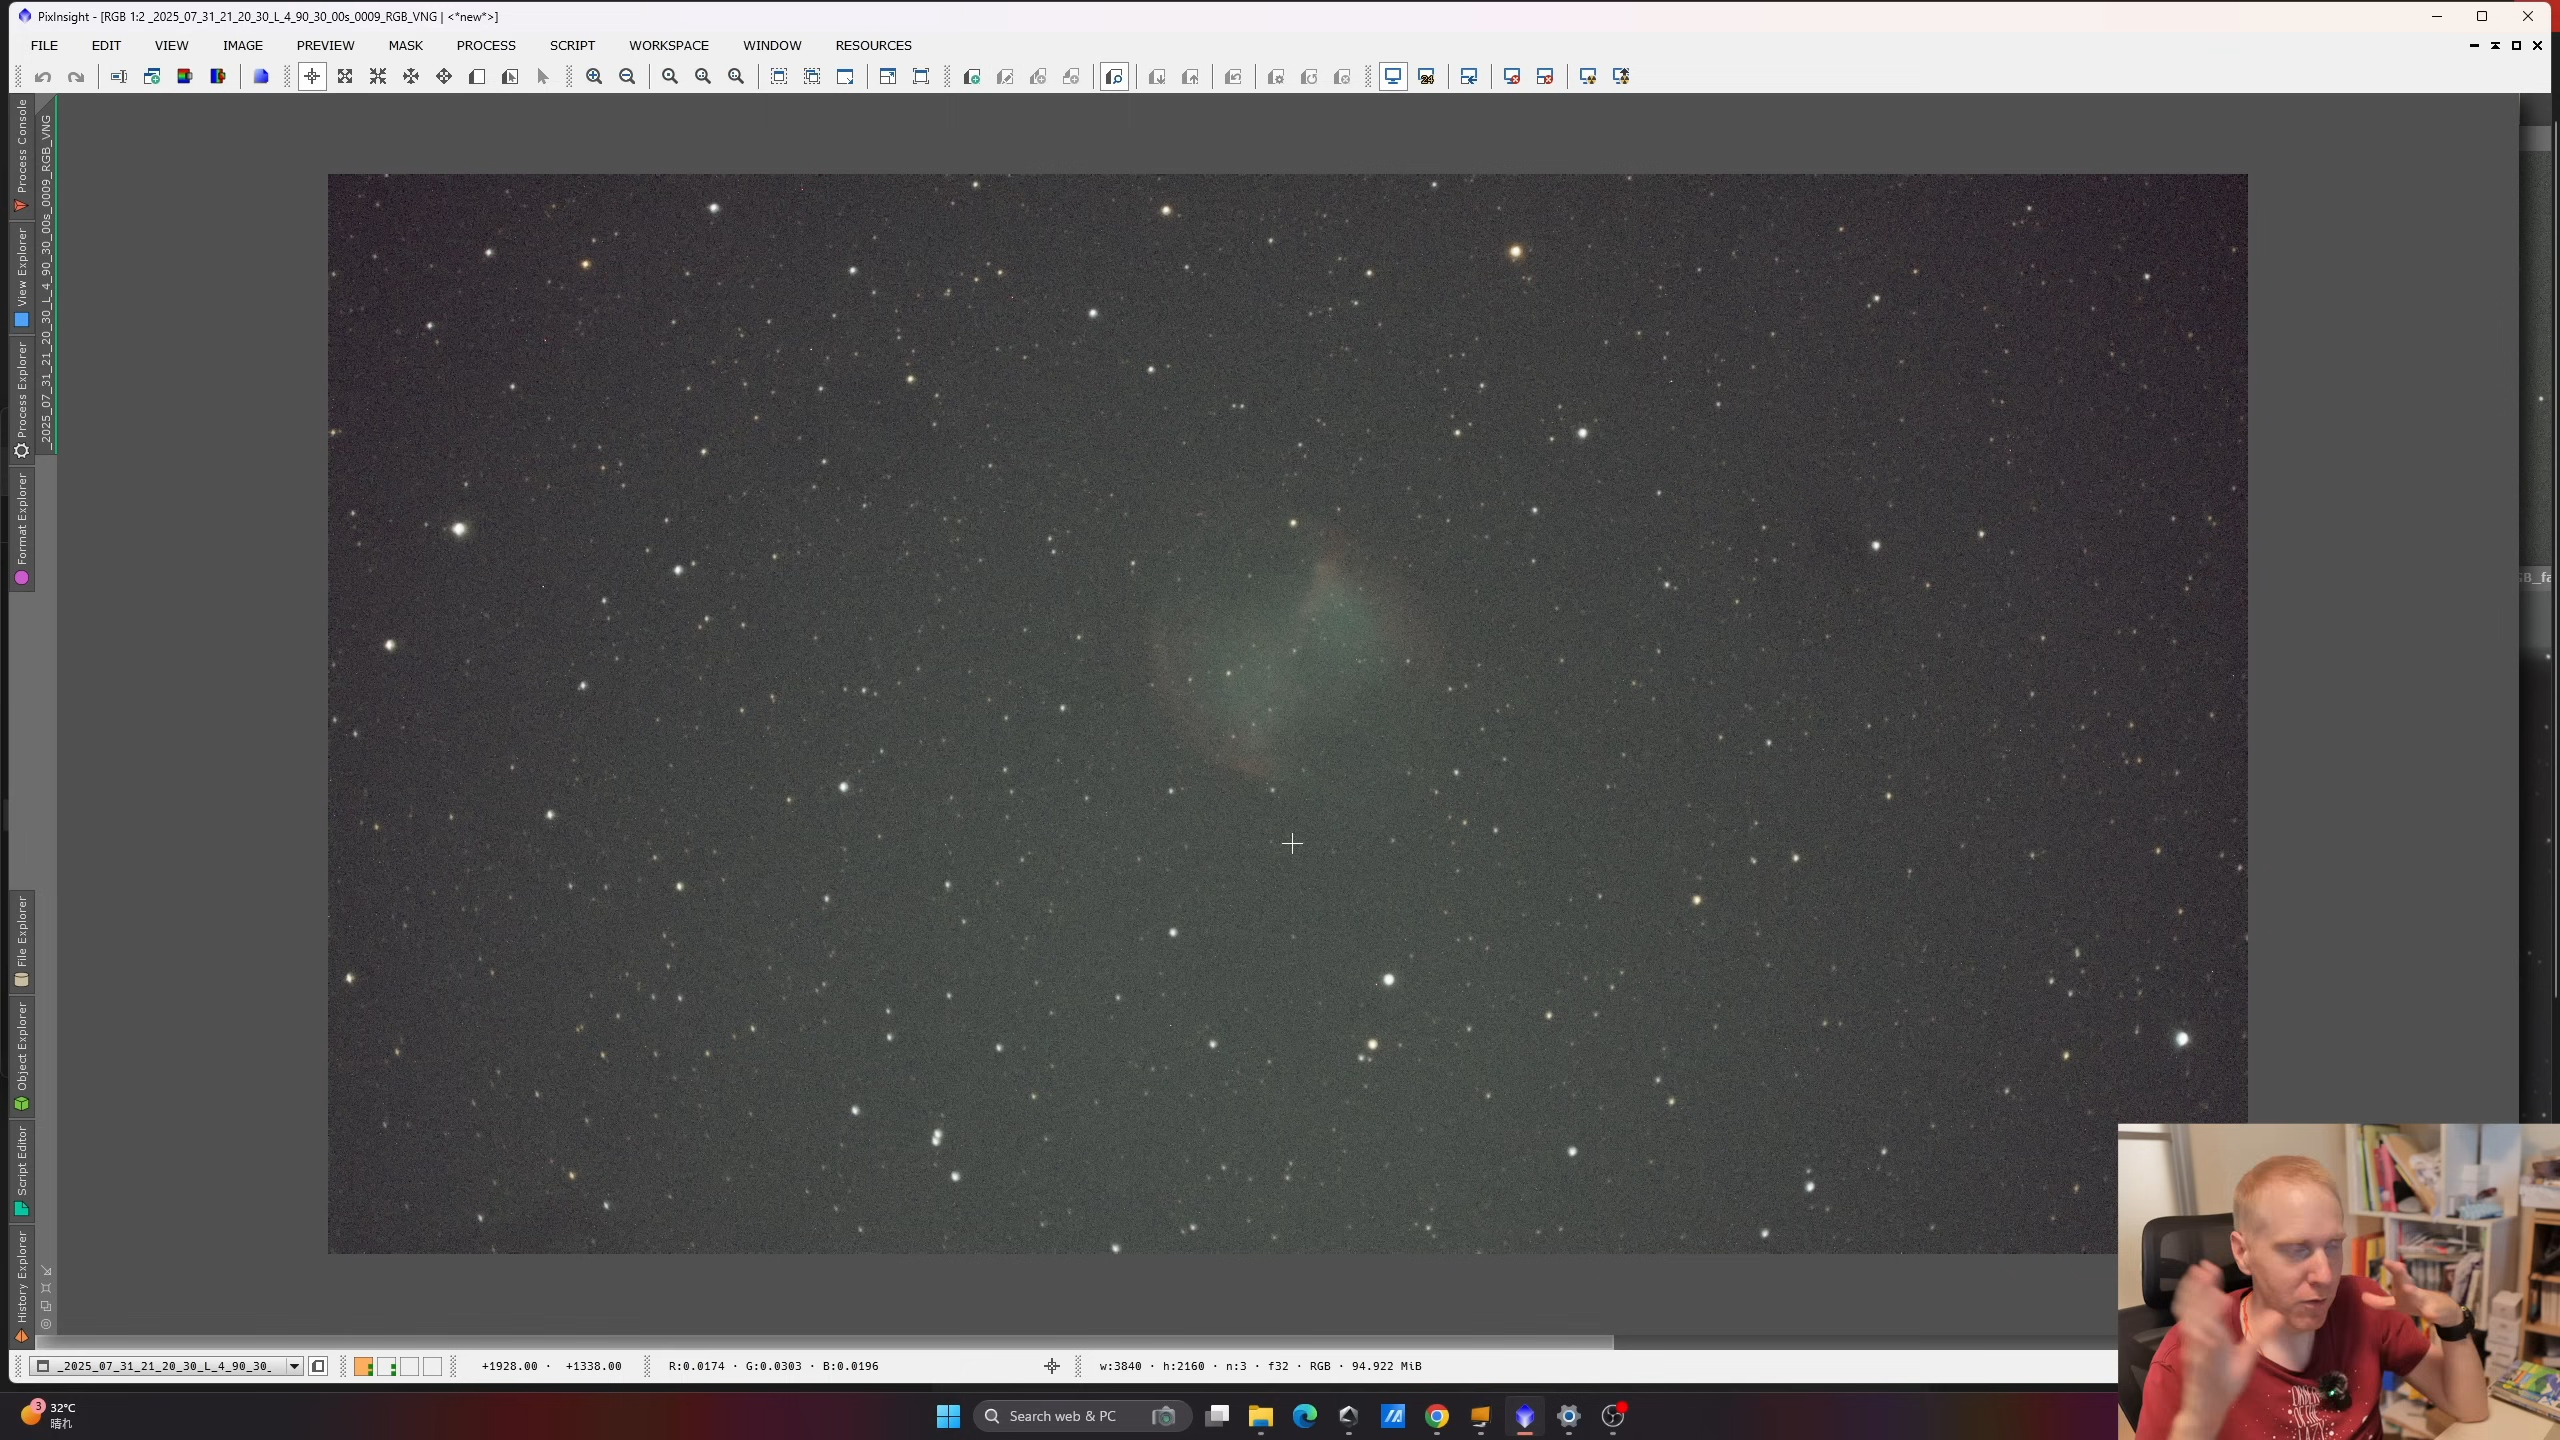 PixInsight - [RGB 1:2 _2025_07_31_21_20_30_L_4_90_30_00s_0009_RGB_VNG | <*new*>]
FILE EDIT VIEW IMAGE PREVIEW MASK PROCESS SCRIPT WORKSPACE WINDOW RESOURCES
24
Process Console
View Explorer
Process Explorer
Format Explorer
File Explorer
Object Explorer
Script Editor
History Explorer
_2025_07_31_21_20_30_L_4_90_30_00s_0009_RGB_VNG
_2025_07_31_21_20_30_L_4_90_30_
+1928.00 · +1338.00
R:0.0174 · G:0.0303 · B:0.0196
w:3840 · h:2160 · n:3 · f32 · RGB · 94.922 MiB
3
32°C
晴れ
Search web & PC